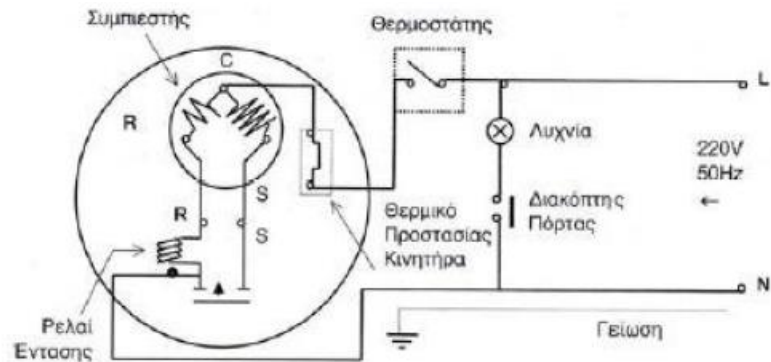 Συμπιεστής
Θερμοστάτης
C
L
R
Λυχνία
220V
50Hz
←
S
R
S
Θερμικό
Προστασίας
Κινητήρα
Διακόπτης
Πόρτας
N
Ρελαί
Έντασης
Γείωση